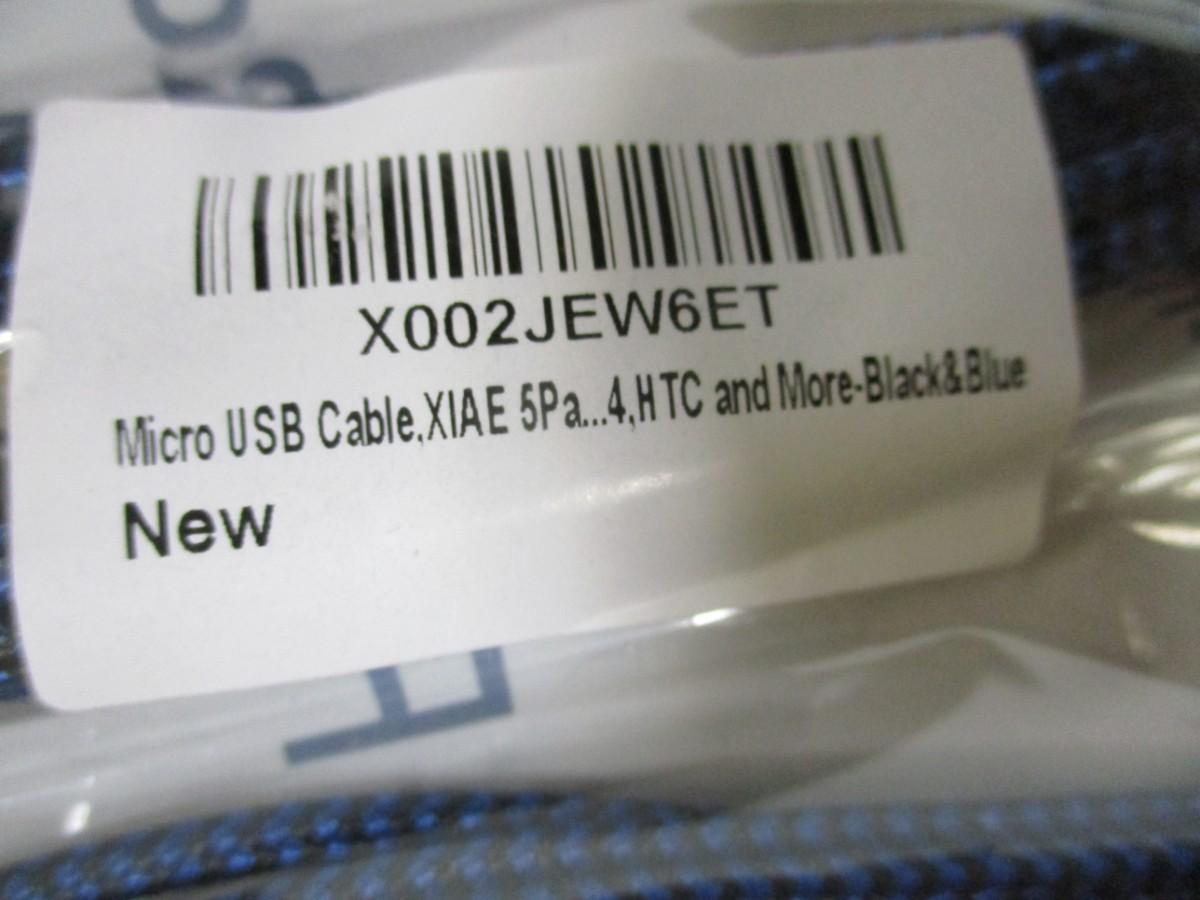 X002JEW6ET
Micro USB Cable,XIAE 5Pa...4,HTC and More-Black&Blue
New